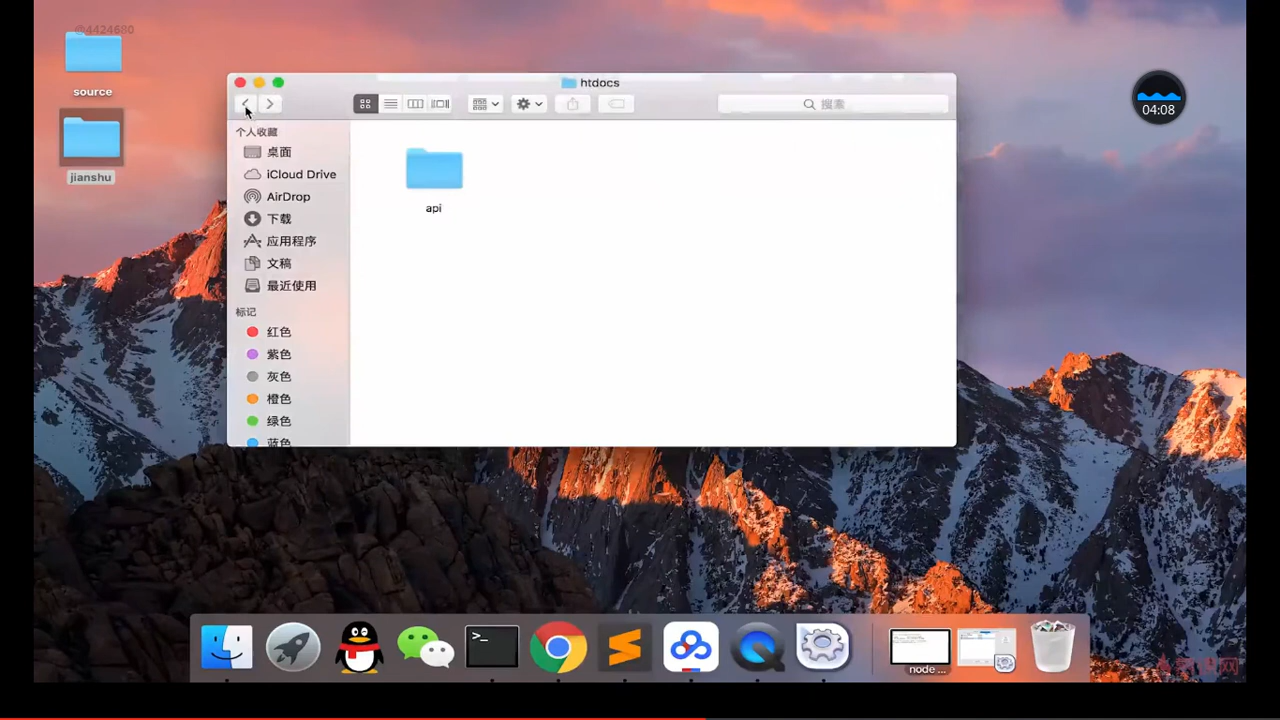 @4424680
source
jianshu
htdocs
搜索
04:08
个人收藏
桌面
iCloud Drive
AirDrop
下载
应用程序
文稿
最近使用
标记
红色
紫色
灰色
橙色
绿色
蓝色
api
>_
node ...